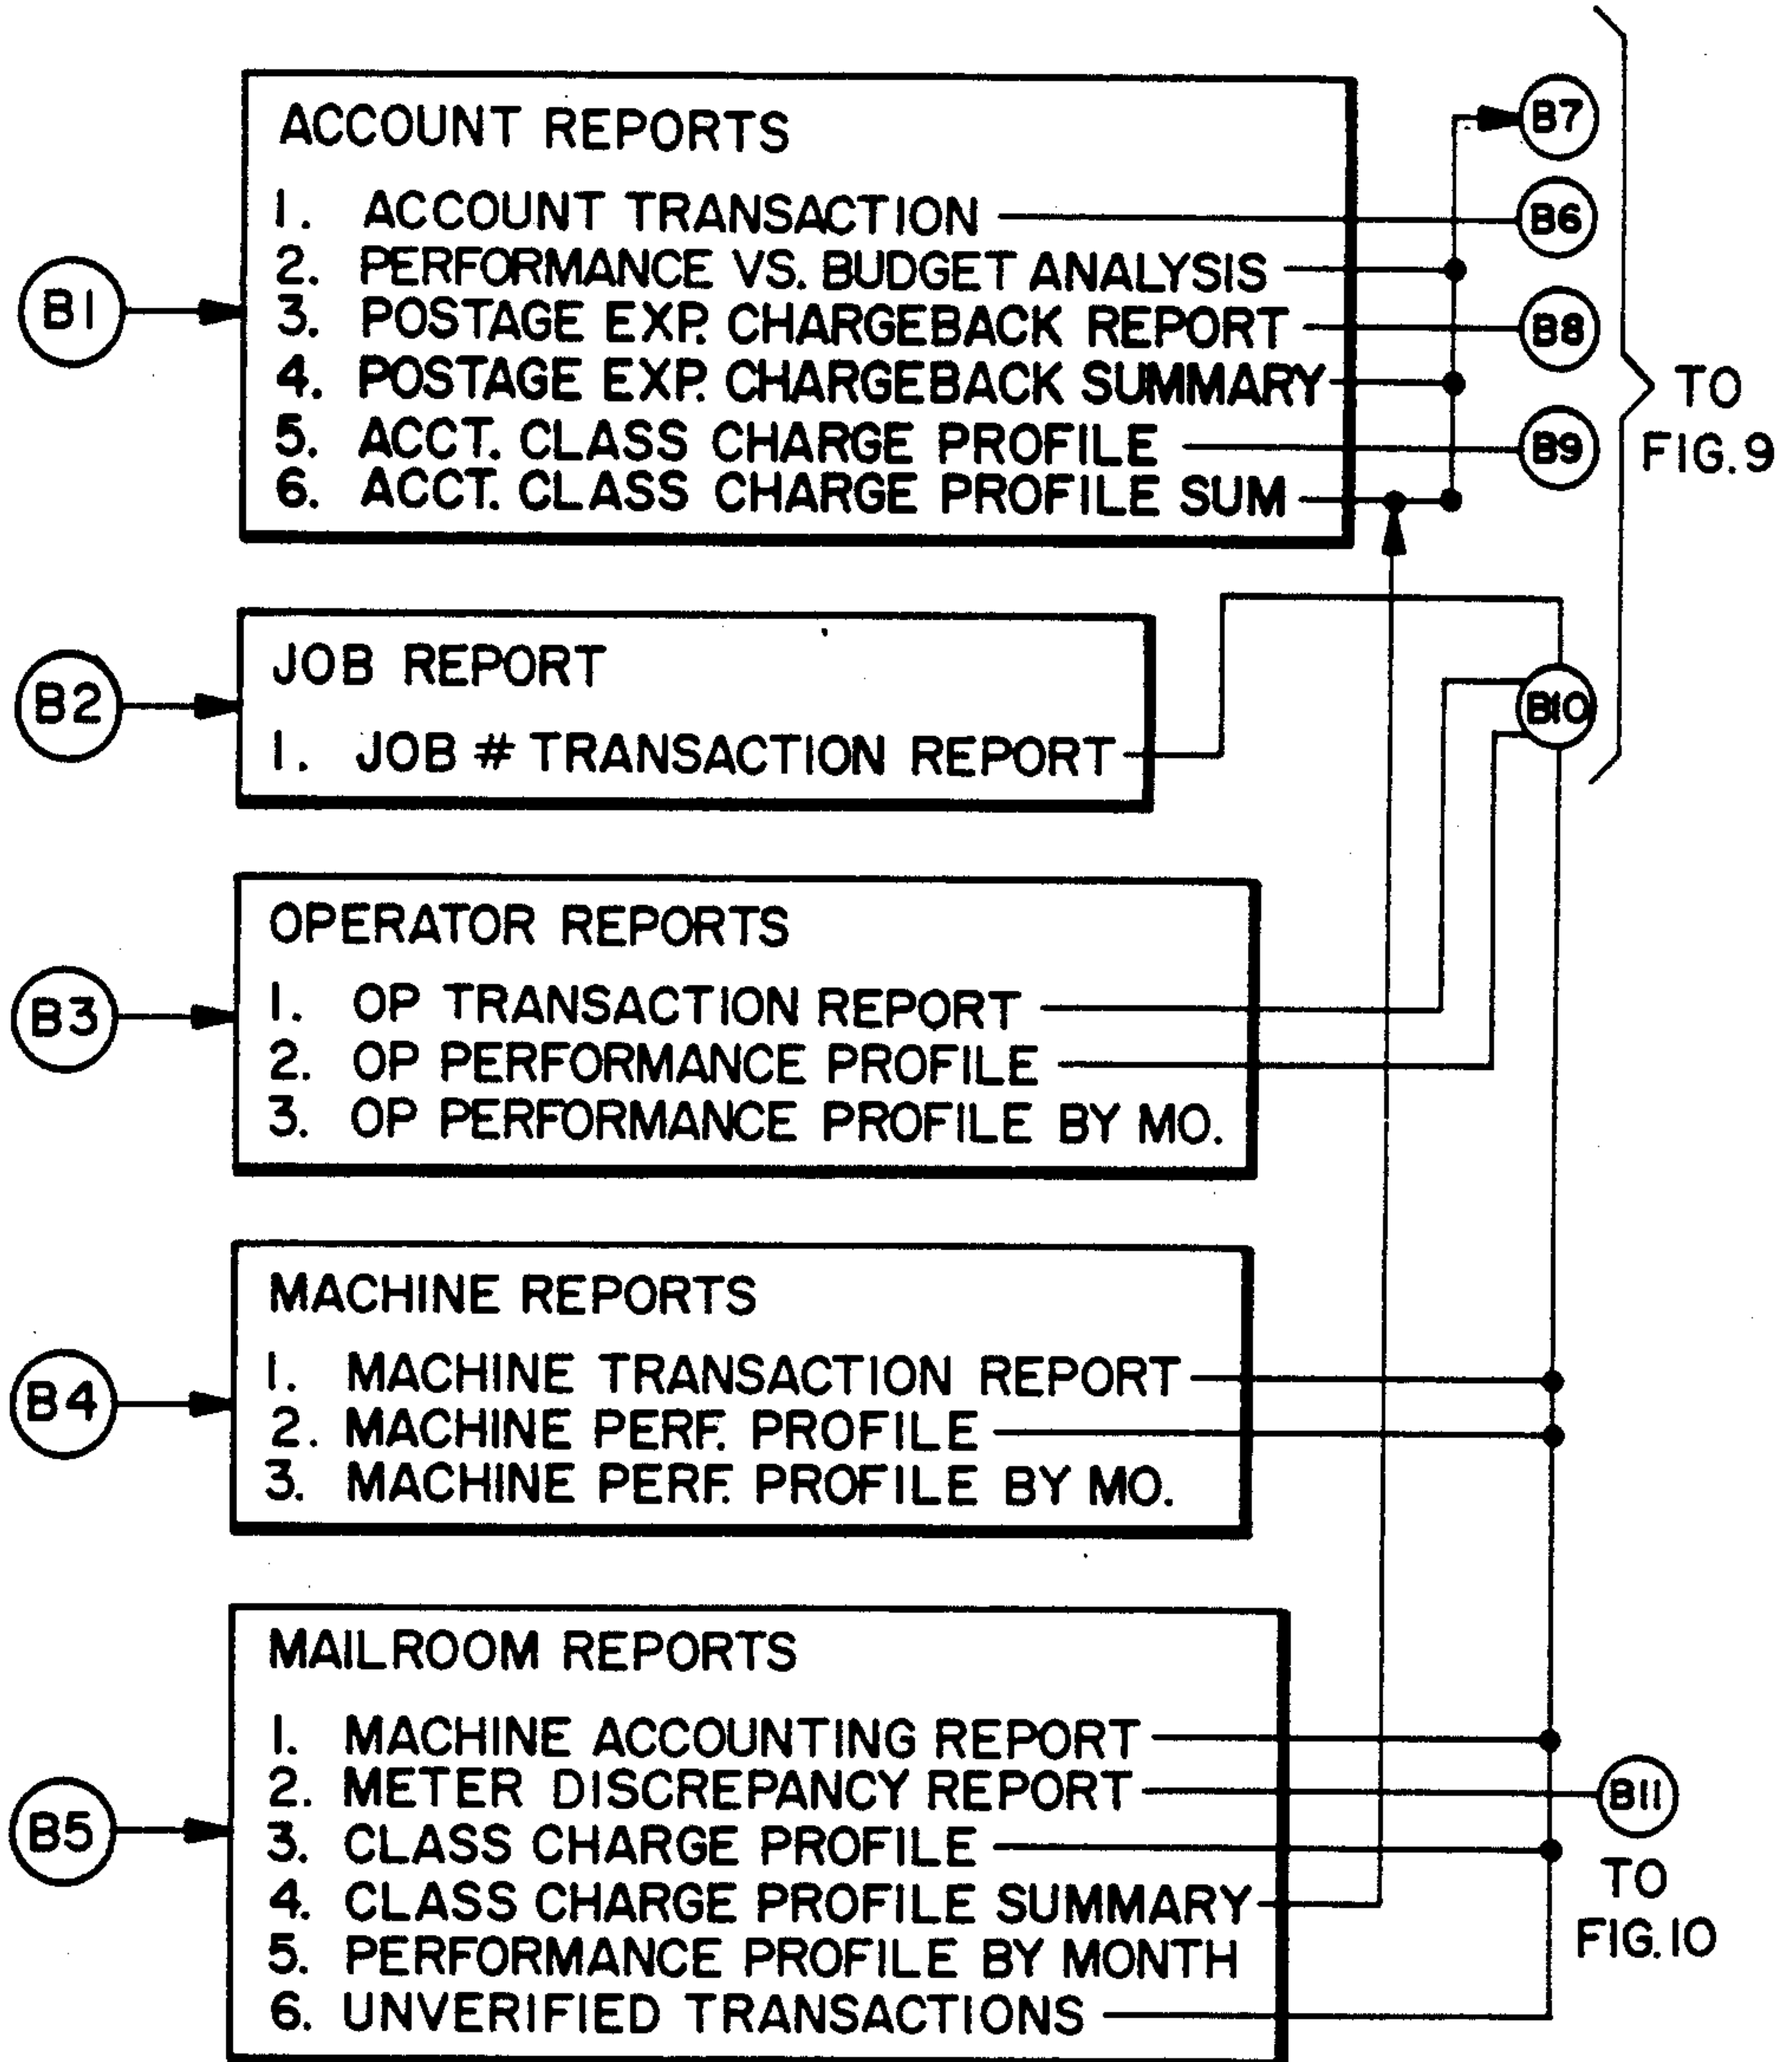 B1
ACCOUNT REPORTS
1. ACCOUNT TRANSACTION
2. PERFORMANCE VS. BUDGET ANALYSIS
3. POSTAGE EXP. CHARGEBACK REPORT
4. POSTAGE EXP. CHARGEBACK SUMMARY
5. ACCT. CLASS CHARGE PROFILE
6. ACCT. CLASS CHARGE PROFILE SUM
B7
B6
B8
B9
TO
FIG.9
B2
JOB REPORT
1. JOB # TRANSACTION REPORT
B10
B3
OPERATOR REPORTS
1. OP TRANSACTION REPORT
2. OP PERFORMANCE PROFILE
3. OP PERFORMANCE PROFILE BY MO.
B4
MACHINE REPORTS
1. MACHINE TRANSACTION REPORT
2. MACHINE PERF. PROFILE
3. MACHINE PERF. PROFILE BY MO.
B5
MAILROOM REPORTS
1. MACHINE ACCOUNTING REPORT
2. METER DISCREPANCY REPORT
3. CLASS CHARGE PROFILE
4. CLASS CHARGE PROFILE SUMMARY
5. PERFORMANCE PROFILE BY MONTH
6. UNVERIFIED TRANSACTIONS
B11
TO
FIG.10